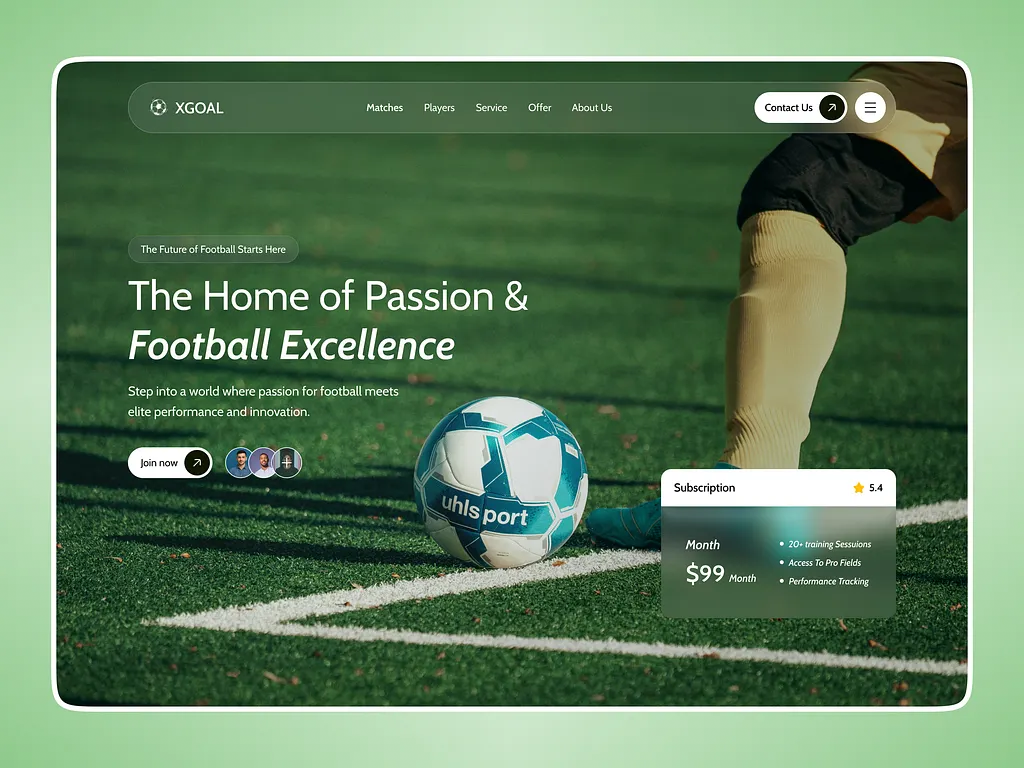 XGOAL
Matches
Players
Service
Offer
About Us
Contact Us
The Future of Football Starts Here
The Home of Passion &
Football Excellence
Step into a world where passion for football meets
elite performance and innovation.
Join now
uhlsport
Subscription
5.4
Month
$99 Month
20+ training Sessuions
Access To Pro Fields
Performance Tracking